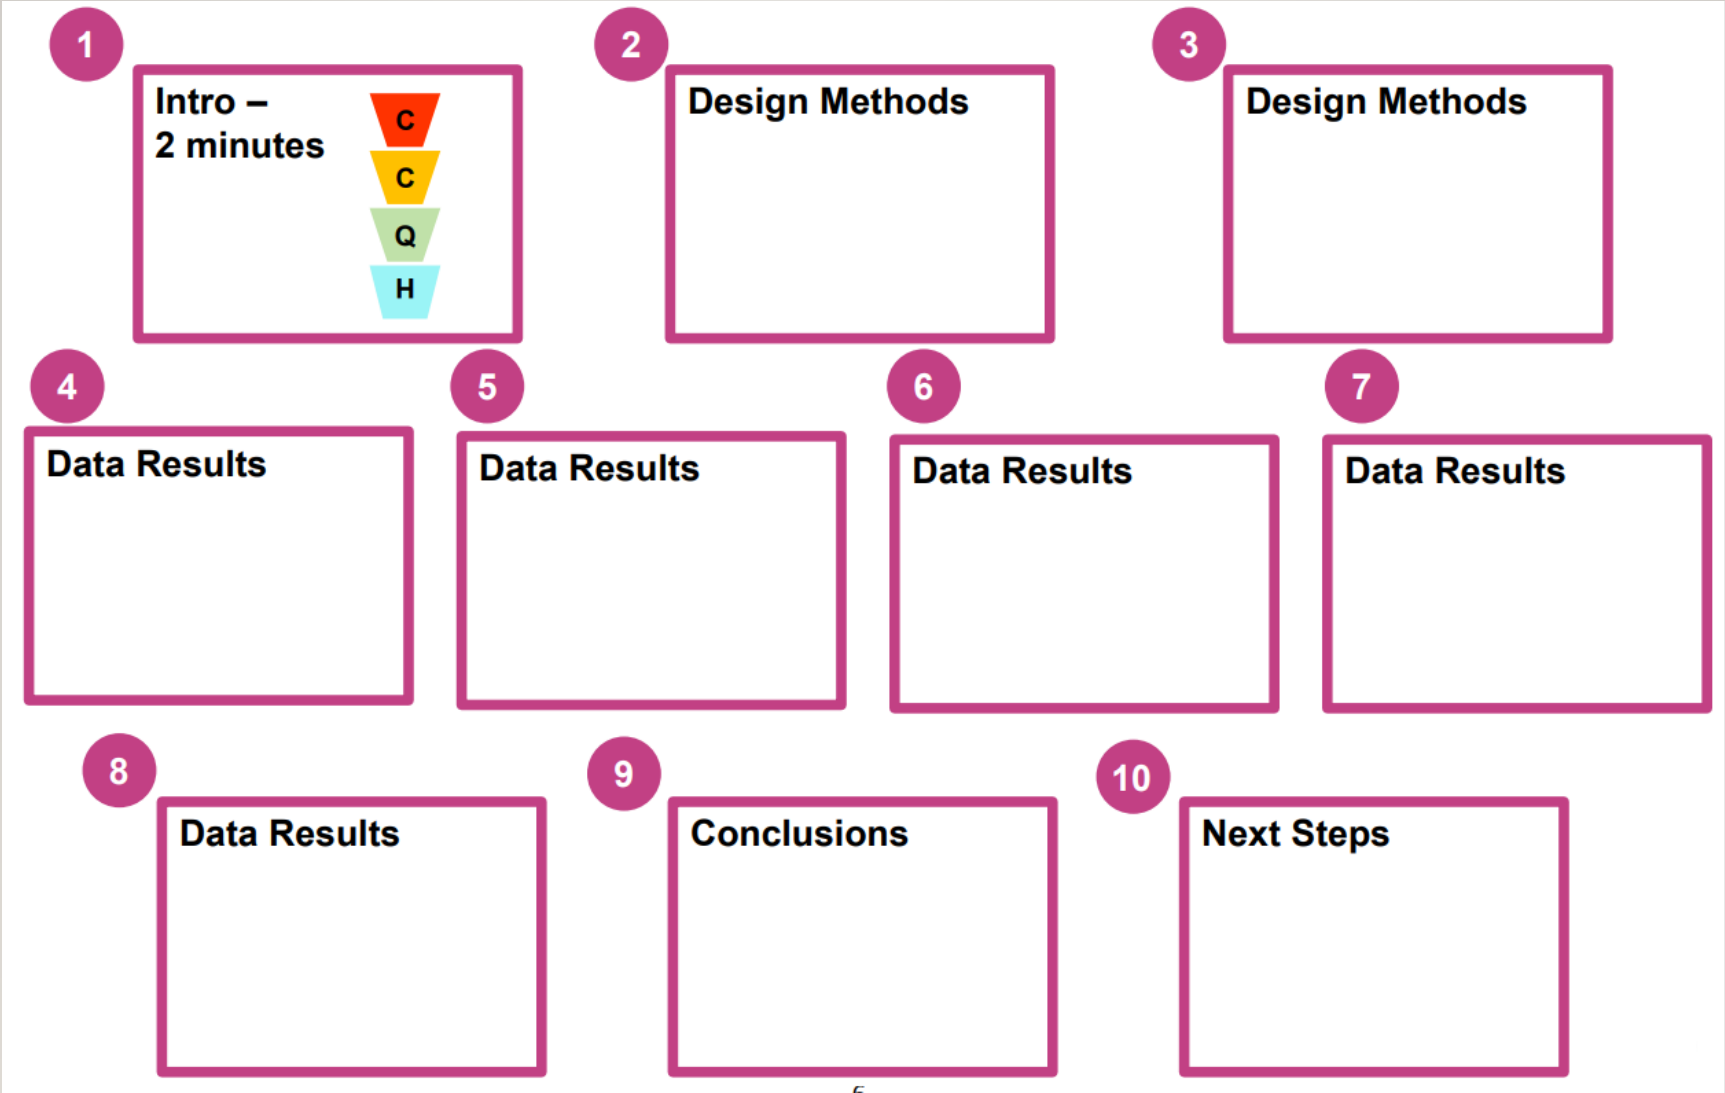 1
Intro –
2 minutes
C
C
Q
H
2
Design Methods
3
Design Methods
4
Data Results
5
Data Results
6
Data Results
7
Data Results
8
Data Results
9
Conclusions
10
Next Steps